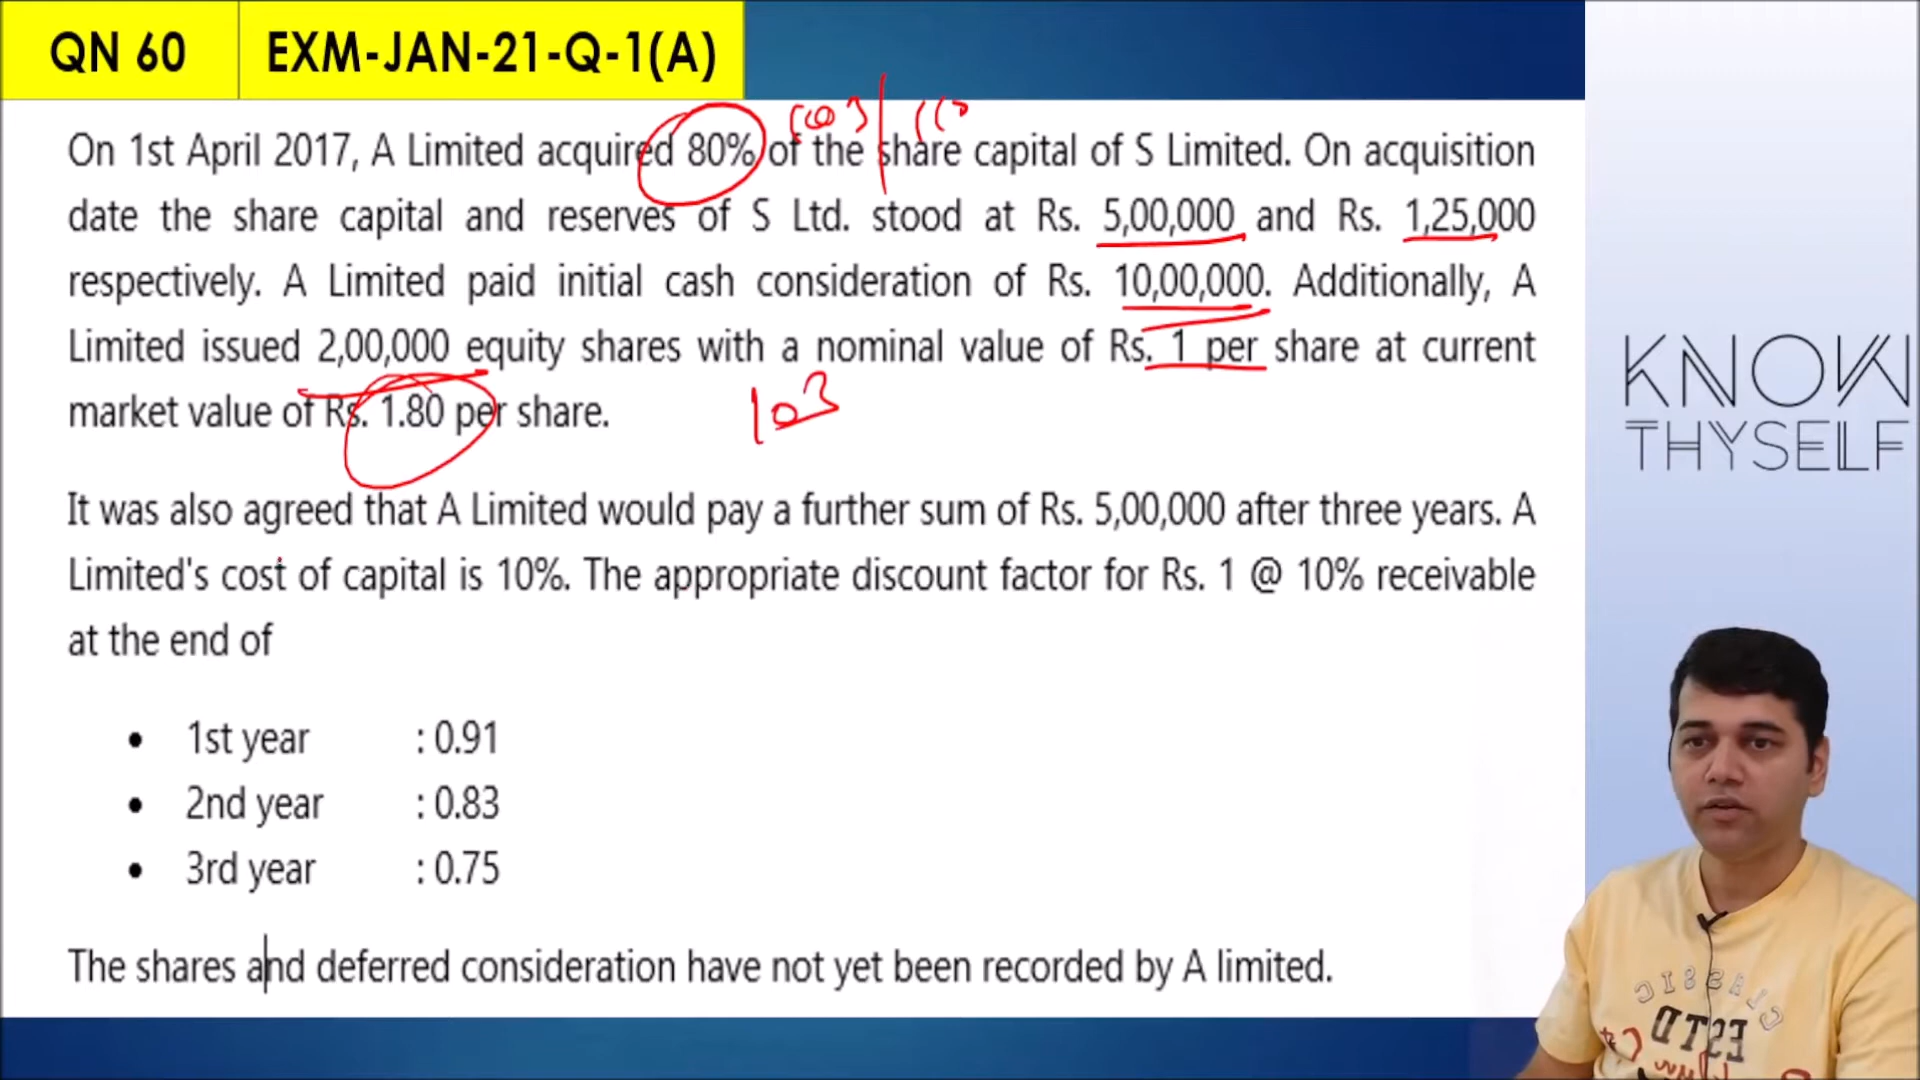 QN 60 EXM-JAN-21-Q-1(A)
On 1st April 2017, A Limited acquired 80% of the share capital of S Limited. On acquisition
date the share capital and reserves of S Ltd. stood at Rs. 5,00,000 and Rs. 1,25,000
respectively. A Limited paid initial cash consideration of Rs. 10,00,000. Additionally, A
Limited issued 2,00,000 equity shares with a nominal value of Rs. 1 per share at current
market value of Rs. 1.80 per share.
103
It was also agreed that A Limited would pay a further sum of Rs. 5,00,000 after three years. A
Limited's cost of capital is 10%. The appropriate discount factor for Rs. 1 @ 10% receivable
at the end of
• 1st year : 0.91
• 2nd year : 0.83
• 3rd year : 0.75
The shares and deferred consideration have not yet been recorded by A limited.
KNOW
THYSELF
CLASSIC
ESTD